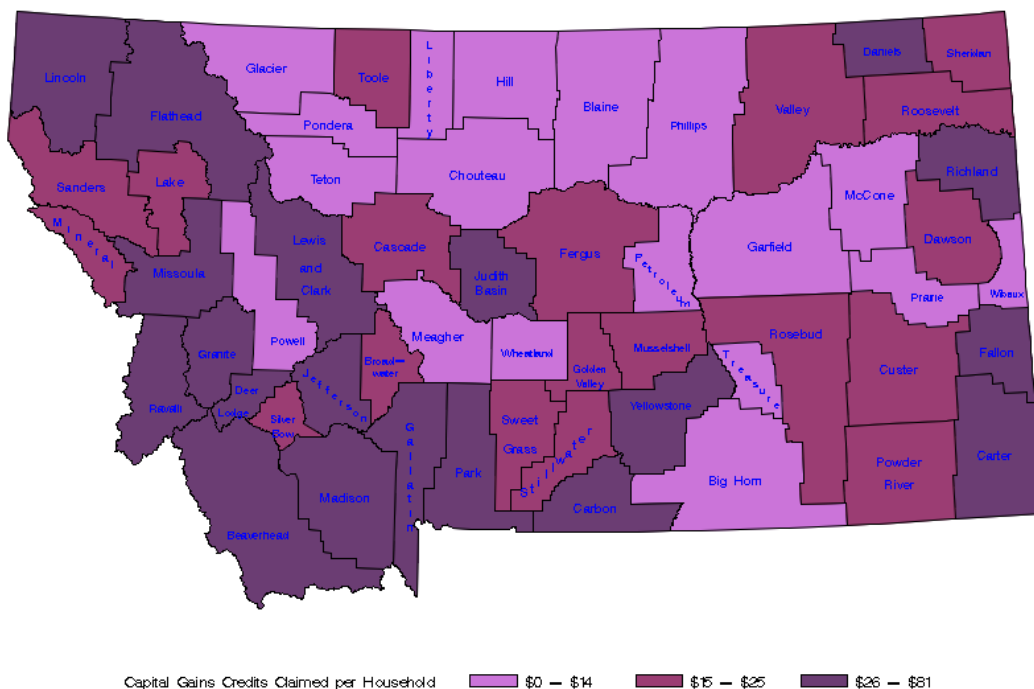 Lincoln
Flathead
Glacier
Toole
Liberty
Hill
Blaine
Phillips
Valley
Daniels
Sheridan
Roosevelt
Pondera
Teton
Chouteau
Sanders
Lake
Mineral
Missoula
Lewis
and
Clark
Cascade
Judith
Basin
Fergus
Petroleum
Garfield
McCone
Richland
Dawson
Prarie
Wibaux
Powell
Granite
Meagher
Wheatland
Golden
Valley
Musselshell
Treasure
Rosebud
Custer
Fallon
Ravalli
Deer
Lodge
Silver
Bow
Jefferson
Broad–
water
Gallatin
Park
Sweet
Grass
Stillwater
Yellowstone
Big Horn
Powder
River
Carter
Beaverhead
Madison
Carbon
Capital Gains Credits Claimed per Household $0 – $14 $15 – $25 $26 – $81